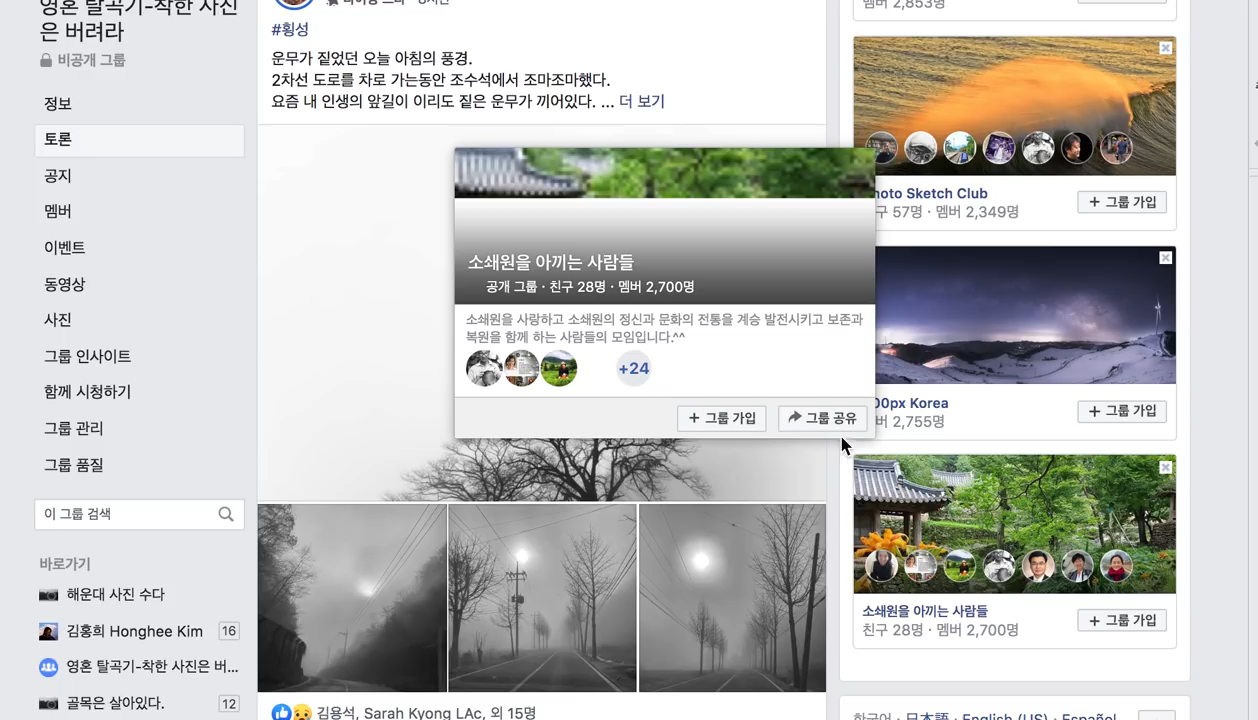 영혼 탈곡기-착한 사진
은 버려라
비공개 그룹
정보
토론
공지
멤버
이벤트
동영상
사진
그룹 인사이트
함께 시청하기
그룹 관리
그룹 품질
이 그룹 검색
바로가기
해운대 사진 수다
김홍희 Honghee Kim 16
영혼 탈곡기-착한 사진은 버...
골목은 살아있다. 12
#횡성
운무가 짙었던 오늘 아침의 풍경.
2차선 도로를 차로 가는동안 조수석에서 조마조마했다.
요즘 내 인생의 앞길이 이리도 짙은 운무가 끼어있다. ... 더 보기
소쇄원을 아끼는 사람들
공개 그룹 · 친구 28명 · 멤버 2,700명
소쇄원을 사랑하고 소쇄원의 정신과 문화의 전통을 계승 발전시키고 보존과
복원을 함께 하는 사람들의 모임입니다.^^
+24
+ 그룹 가입
그룹 공유
김용석, Sarah Kyong LAc, 외 15명
멤버 2,853명
hoto Sketch Club
구 57명 · 멤버 2,349명
+ 그룹 가입
00px Korea
버 2,755명
+ 그룹 가입
소쇄원을 아끼는 사람들
친구 28명 · 멤버 2,700명
+ 그룹 가입
한국어 · 日本語 · English (US) · Español